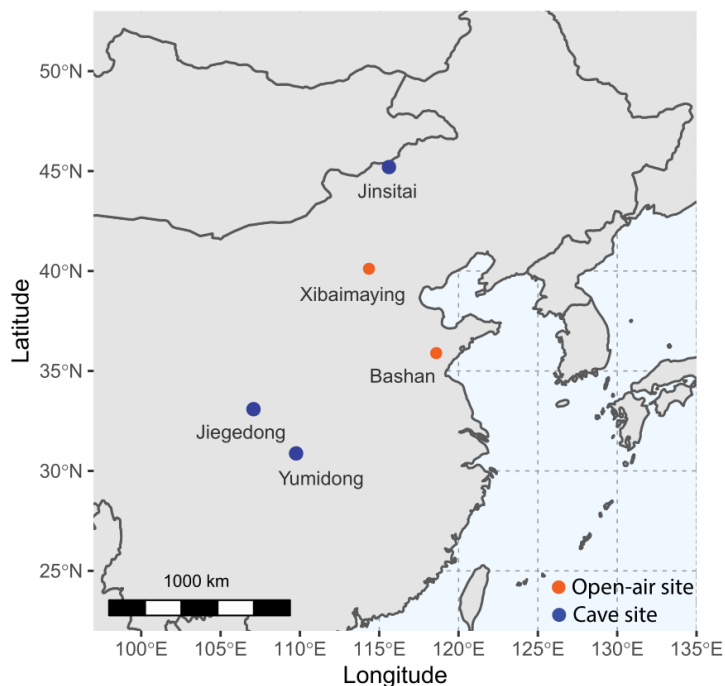 50°N
45°N
Jinsitai
40°N
Xibaimaying
Latitude
35°N
Bashan
Jiegedong
30°N
Yumidong
25°N
1000 km
Open-air site
Cave site
100°E 105°E 110°E 115°E 120°E 125°E 130°E 135°E
Longitude